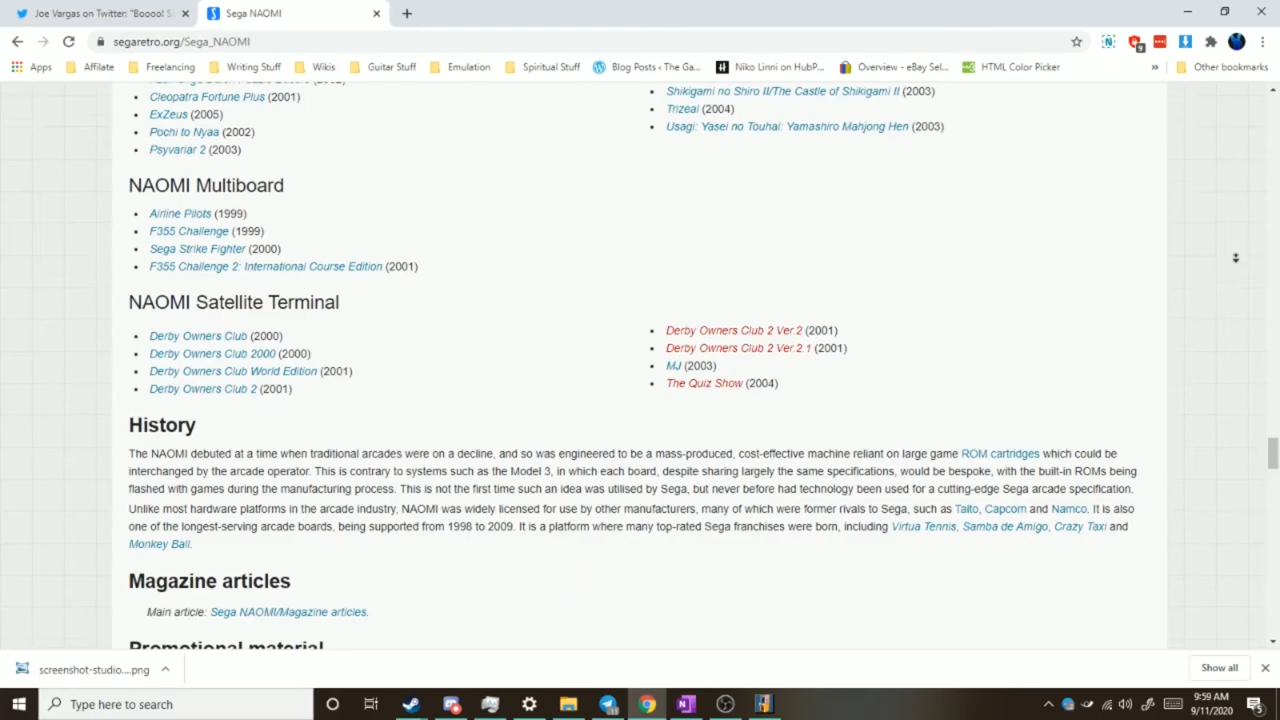 Joe Vargas on Twitter: "Boooo! S
Sega NAOMI
segaretro.org/Sega_NAOMI
9
Apps
Affilate
Freelancing
Writing Stuff
Wikis
Guitar Stuff
Emulation
Spiritual Stuff
Blog Posts ‹ The Ga...
Niko Linni on HubP...
Overview - eBay Sel...
HTML Color Picker
»
Other bookmarks
Cleopatra Fortune Plus (2001)
ExZeus (2005)
Pochi to Nyaa (2002)
Psyvariar 2 (2003)
Shikigami no Shiro II/The Castle of Shikigami II (2003)
Trizeal (2004)
Usagi: Yasei no Touhai: Yamashiro Mahjong Hen (2003)
NAOMI Multiboard
Airline Pilots (1999)
F355 Challenge (1999)
Sega Strike Fighter (2000)
F355 Challenge 2: International Course Edition (2001)
NAOMI Satellite Terminal
Derby Owners Club (2000)
Derby Owners Club 2000 (2000)
Derby Owners Club World Edition (2001)
Derby Owners Club 2 (2001)
Derby Owners Club 2 Ver.2 (2001)
Derby Owners Club 2 Ver.2.1 (2001)
MJ (2003)
The Quiz Show (2004)
History
The NAOMI debuted at a time when traditional arcades were on a decline, and so was engineered to be a mass-produced, cost-effective machine reliant on large game ROM cartridges which could be
interchanged by the arcade operator. This is contrary to systems such as the Model 3, in which each board, despite sharing largely the same specifications, would be bespoke, with the built-in ROMs being
flashed with games during the manufacturing process. This is not the first time such an idea was utilised by Sega, but never before had technology been used for a cutting-edge Sega arcade specification.
Unlike most hardware platforms in the arcade industry, NAOMI was widely licensed for use by other manufacturers, many of which were former rivals to Sega, such as Taito, Capcom and Namco. It is also
one of the longest-serving arcade boards, being supported from 1998 to 2009. It is a platform where many top-rated Sega franchises were born, including Virtua Tennis, Samba de Amigo, Crazy Taxi and
Monkey Ball.
Magazine articles
Main article: Sega NAOMI/Magazine articles.
Promotional material
screenshot-studio....png
Show all
Type here to search
9:59 AM
9/11/2020
5